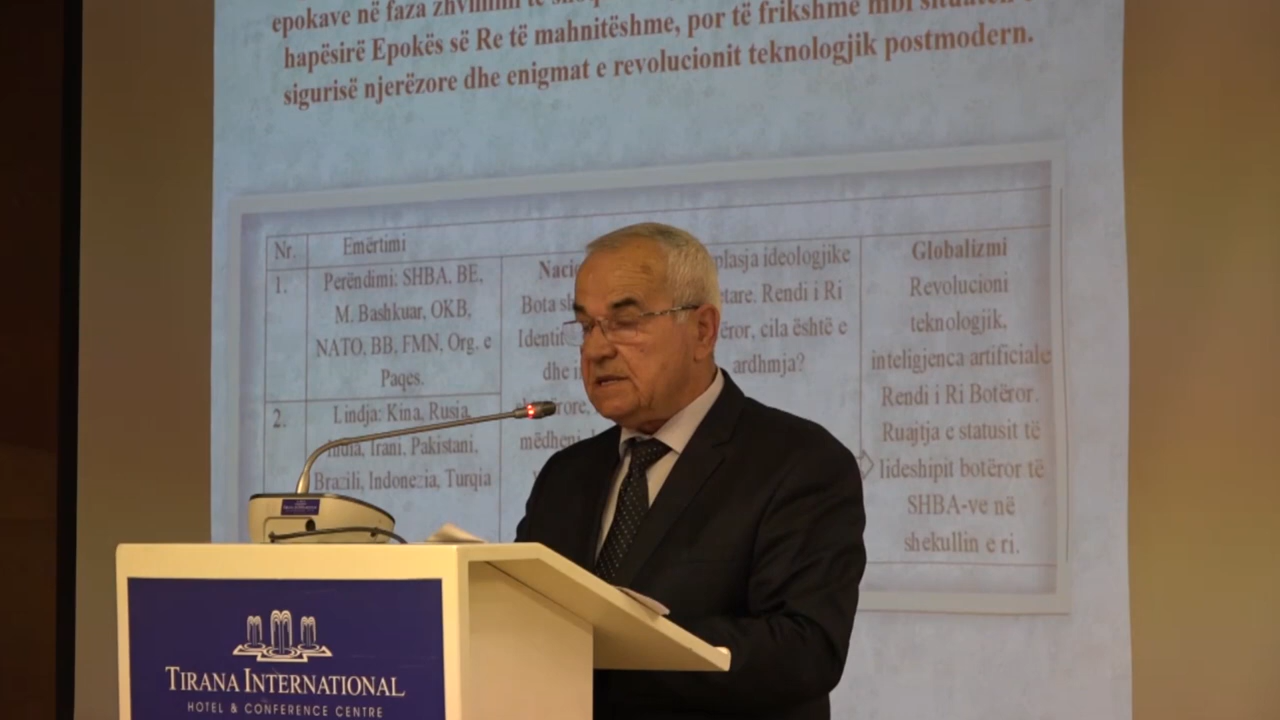 epokave në faza zhvillimi të
hapësirë Epokës së Re të mahnitëshme, por të frikshme mbi situatën e
sigurisë njerëzore dhe enigmat e revolucionit teknologjik postmodern.
Nr.
Emërtimi
1.
Perëndimi: SHBA, BE,
M. Bashkuar, OKB,
NATO, BB, FMN, Org. e
Paqes.
2.
Lindja: Kina, Rusia,
India, Irani, Pakistani,
Brazili, Indonezia, Turqia
Bota
dhe
ideologjike
Rendi i Ri
cila është e
ardhmja?
Globalizmi
Revolucioni
teknologjik,
inteligjenca artificiale
Rendi i Ri Botëror.
Ruajtja e statusit të
lideshipit botëror të
SHBA-ve në
shekullin e ri.
TIRANA INTERNATIONAL
HOTEL & CONFERENCE CENTRE